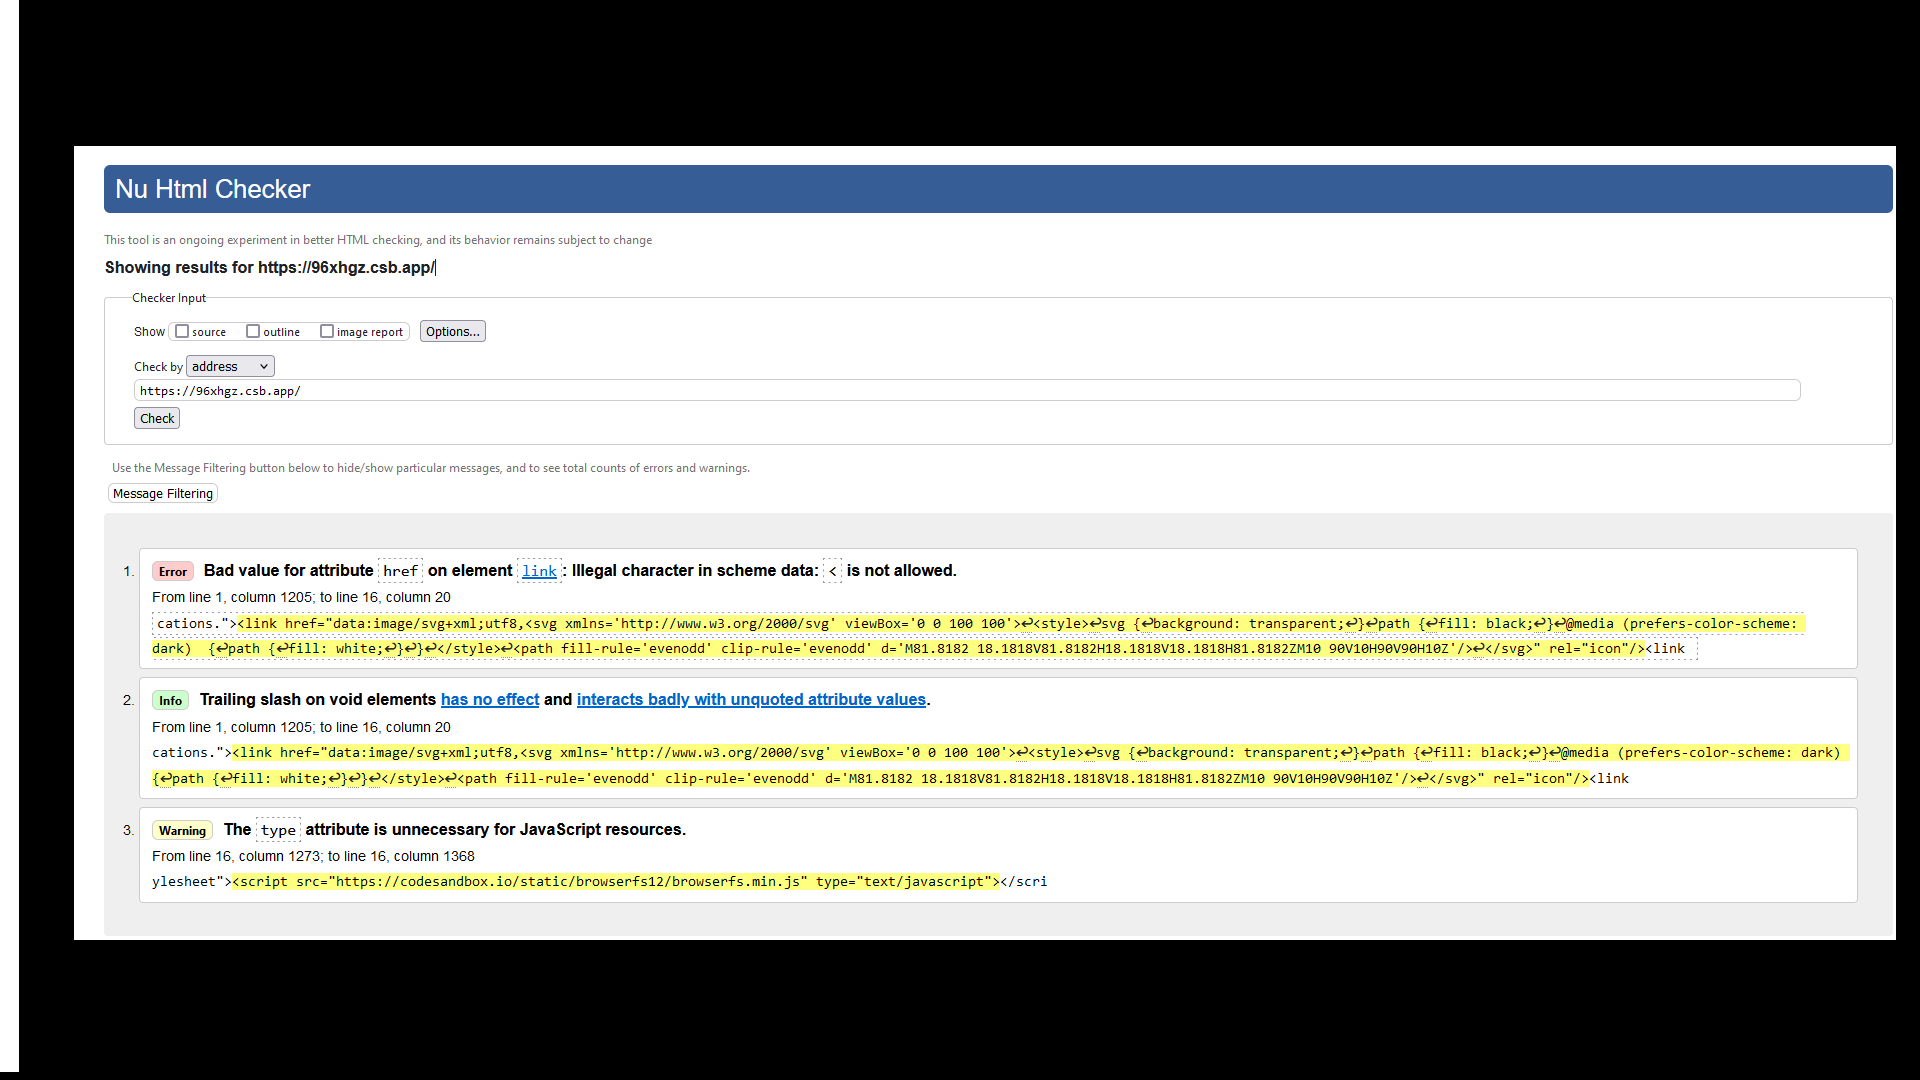 Nu Html Checker
This tool is an ongoing experiment in better HTML checking, and its behavior remains subject to change
Showing results for https://96xhgz.csb.app/
Checker Input
Show source outline image report Options...
Check by address
https://96xhgz.csb.app/
Check
Use the Message Filtering button below to hide/show particular messages, and to see total counts of errors and warnings.
Message Filtering
1. Error Bad value for attribute href on element link: Illegal character in scheme data: < is not allowed.
From line 1, column 1205; to line 16, column 20
cations."><link href="data:image/svg+xml;utf8,<svg xmlns='http://www.w3.org/2000/svg' viewBox='0 0 100 100'>↩<style>↩svg {↩background: transparent;↩}↩path {↩fill: black;↩}↩@media (prefers-color-scheme:
dark)  {↩path {↩fill: white;↩}↩}↩</style>↩<path fill-rule='evenodd' clip-rule='evenodd' d='M81.8182 18.1818V81.8182H18.1818V18.1818H81.8182ZM10 90V10H90V90H10Z'/>↩</svg>" rel="icon"/><link
2. Info Trailing slash on void elements has no effect and interacts badly with unquoted attribute values.
From line 1, column 1205; to line 16, column 20
cations."><link href="data:image/svg+xml;utf8,<svg xmlns='http://www.w3.org/2000/svg' viewBox='0 0 100 100'>↩<style>↩svg {↩background: transparent;↩}↩path {↩fill: black;↩}↩@media (prefers-color-scheme: dark)
{↩path {↩fill: white;↩}↩}↩</style>↩<path fill-rule='evenodd' clip-rule='evenodd' d='M81.8182 18.1818V81.8182H18.1818V18.1818H81.8182ZM10 90V10H90V90H10Z'/>↩</svg>" rel="icon"/><link
3. Warning The type attribute is unnecessary for JavaScript resources.
From line 16, column 1273; to line 16, column 1368
ylesheet"><script src="https://codesandbox.io/static/browserfs12/browserfs.min.js" type="text/javascript"></scri